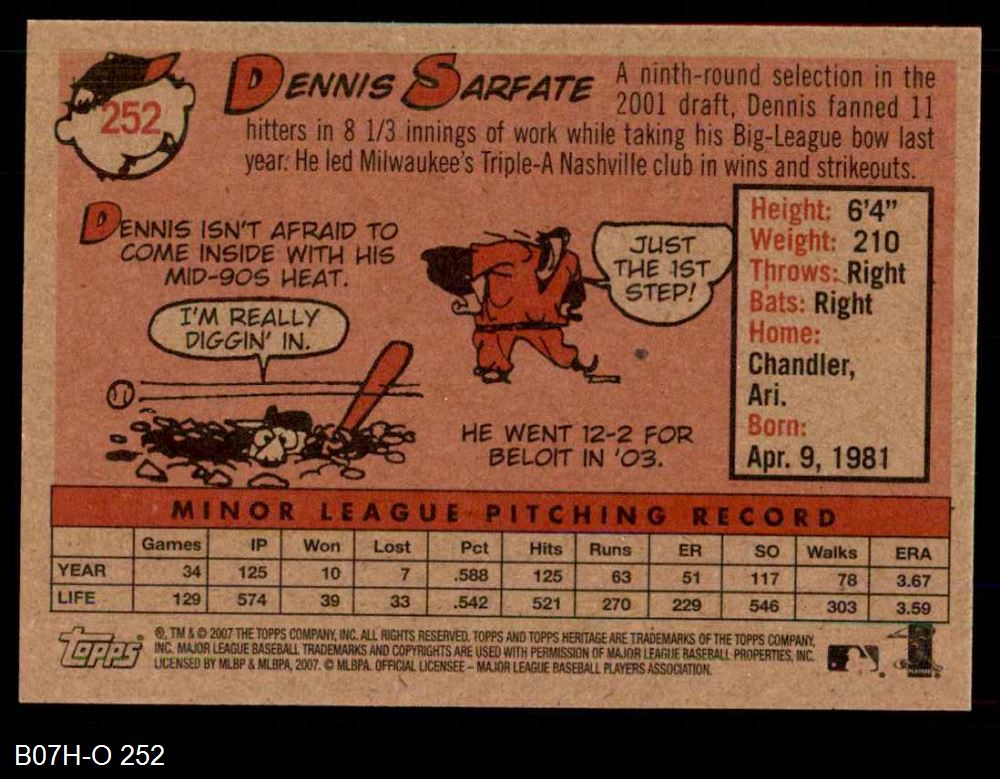 252
DENNIS SARFATE
A ninth-round selection in the
2001 draft, Dennis fanned 11
hitters in 8 1/3 innings of work while taking his Big-League bow last
year. He led Milwaukee's Triple-A Nashville club in wins and strikeouts.
DENNIS ISN'T AFRAID TO
COME INSIDE WITH HIS
MID-90S HEAT.
I'M REALLY
DIGGIN' IN.
JUST
THE 1ST
STEP!
HE WENT 12-2 FOR
BELOIT IN '03.
Height: 6'4"
Weight: 210
Throws: Right
Bats: Right
Home:
Chandler,
Ari.
Born:
Apr. 9, 1981
MINOR LEAGUE PITCHING RECORD
Games IP Won Lost Pct Hits Runs ER SO Walks ERA
YEAR 34 125 10 7 .588 125 63 51 117 78 3.67
LIFE 129 574 39 33 .542 521 270 229 546 303 3.59
Topps
®, TM & © 2007 THE TOPPS COMPANY, INC. ALL RIGHTS RESERVED. TOPPS AND TOPPS HERITAGE ARE TRADEMARKS OF THE TOPPS COMPANY,
INC. MAJOR LEAGUE BASEBALL TRADEMARKS AND COPYRIGHTS ARE USED WITH PERMISSION OF MAJOR LEAGUE BASEBALL PROPERTIES, INC.
LICENSED BY MLBP & MLBPA, 2007. © MLBPA. OFFICIAL LICENSEE – MAJOR LEAGUE BASEBALL PLAYERS ASSOCIATION.
B07H-O 252